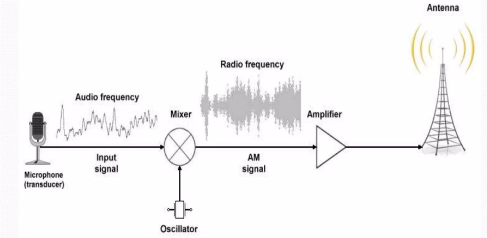 Antenna
Radio frequency
Audio frequency
Mixer
Amplifier
Input
signal
AM
signal
Microphone
(transducer)
Oscillator